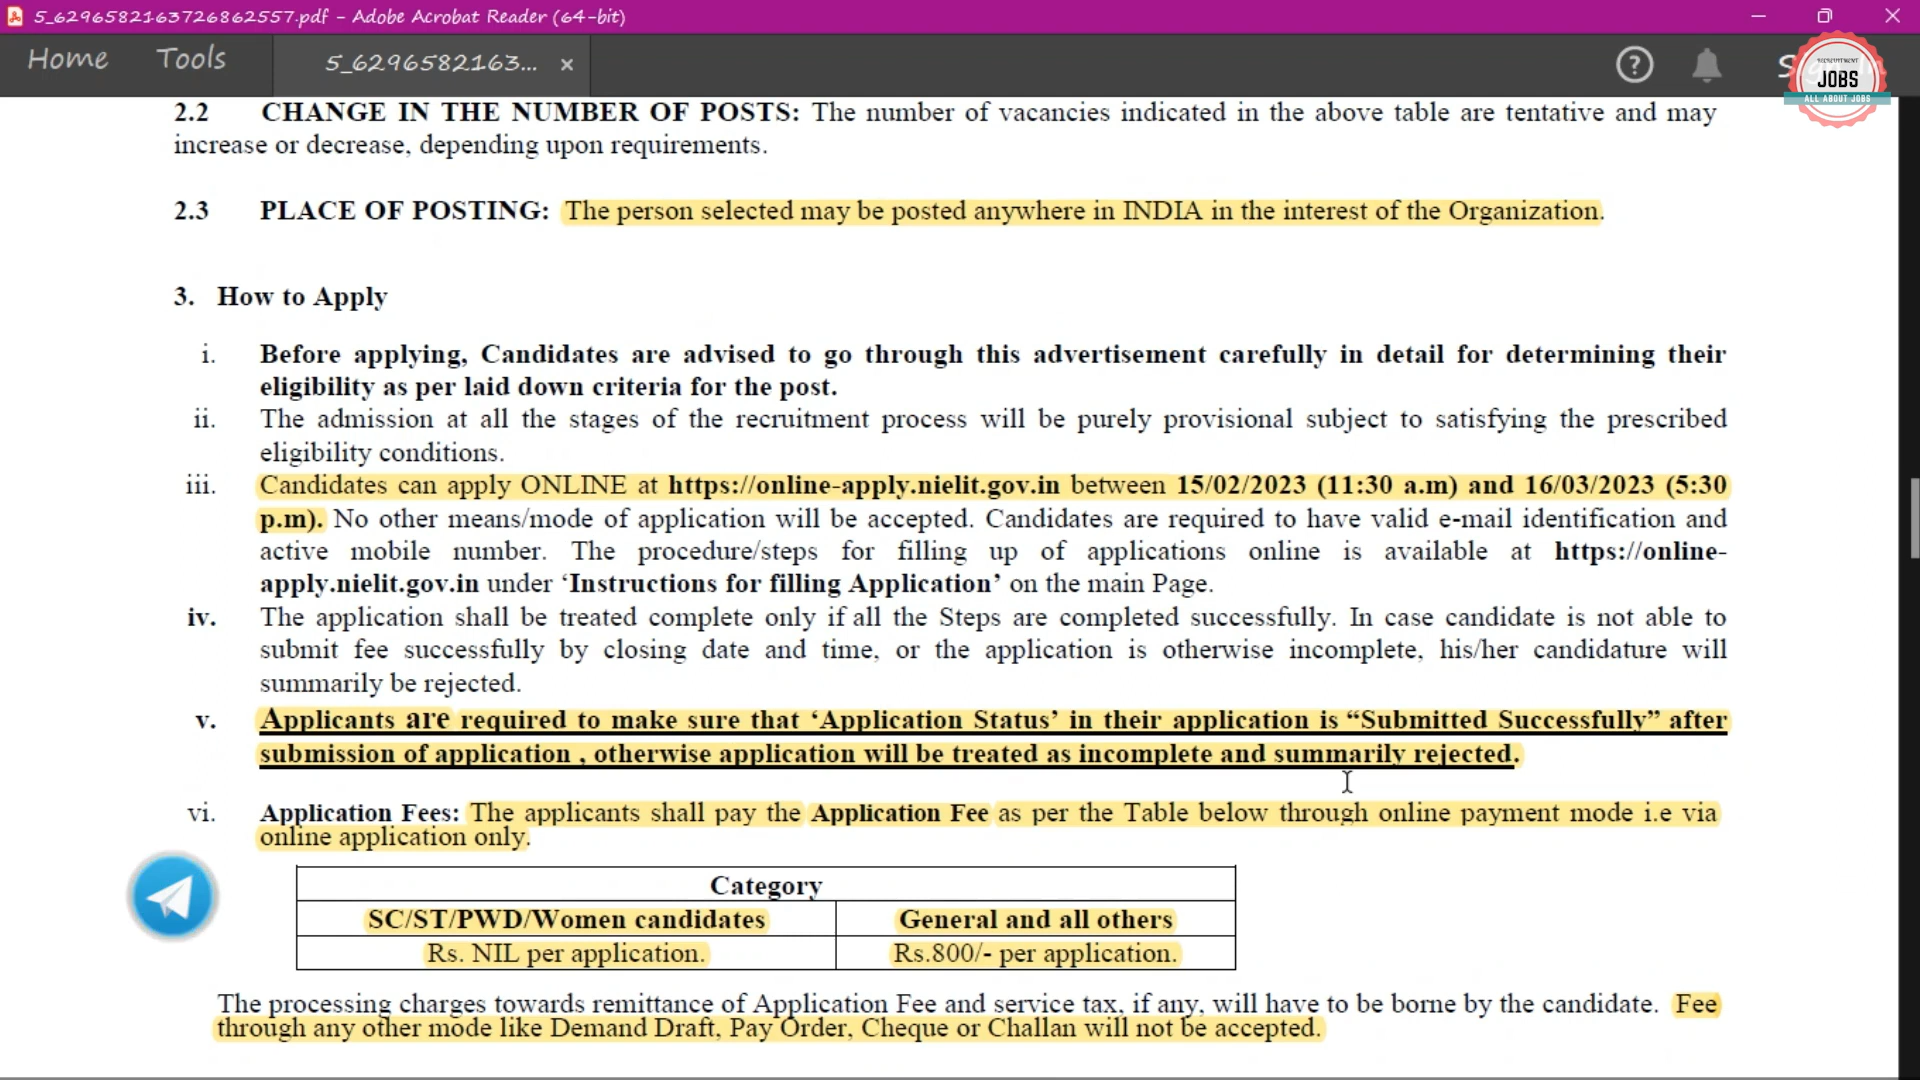 5_6296582163726862557.pdf - Adobe Acrobat Reader (64-bit)
Home Tools 5_6296582163... ×
RECRUITMENT
JOBS
ALL ABOUT JOBS
2.2 CHANGE IN THE NUMBER OF POSTS: The number of vacancies indicated in the above table are tentative and may
increase or decrease, depending upon requirements.
2.3 PLACE OF POSTING: The person selected may be posted anywhere in INDIA in the interest of the Organization.
3. How to Apply
i. Before applying, Candidates are advised to go through this advertisement carefully in detail for determining their
eligibility as per laid down criteria for the post.
ii. The admission at all the stages of the recruitment process will be purely provisional subject to satisfying the prescribed
eligibility conditions.
iii. Candidates can apply ONLINE at https://online-apply.nielit.gov.in between 15/02/2023 (11:30 a.m) and 16/03/2023 (5:30
p.m). No other means/mode of application will be accepted. Candidates are required to have valid e-mail identification and
active mobile number. The procedure/steps for filling up of applications online is available at https://online-
apply.nielit.gov.in under ‘Instructions for filling Application’ on the main Page.
iv. The application shall be treated complete only if all the Steps are completed successfully. In case candidate is not able to
submit fee successfully by closing date and time, or the application is otherwise incomplete, his/her candidature will
summarily be rejected.
v. Applicants are required to make sure that ‘Application Status’ in their application is “Submitted Successfully” after
submission of application , otherwise application will be treated as incomplete and summarily rejected.
vi. Application Fees: The applicants shall pay the Application Fee as per the Table below through online payment mode i.e via
online application only.
Category
SC/ST/PWD/Women candidates General and all others
Rs. NIL per application. Rs.800/- per application.
The processing charges towards remittance of Application Fee and service tax, if any, will have to be borne by the candidate. Fee
through any other mode like Demand Draft, Pay Order, Cheque or Challan will not be accepted.